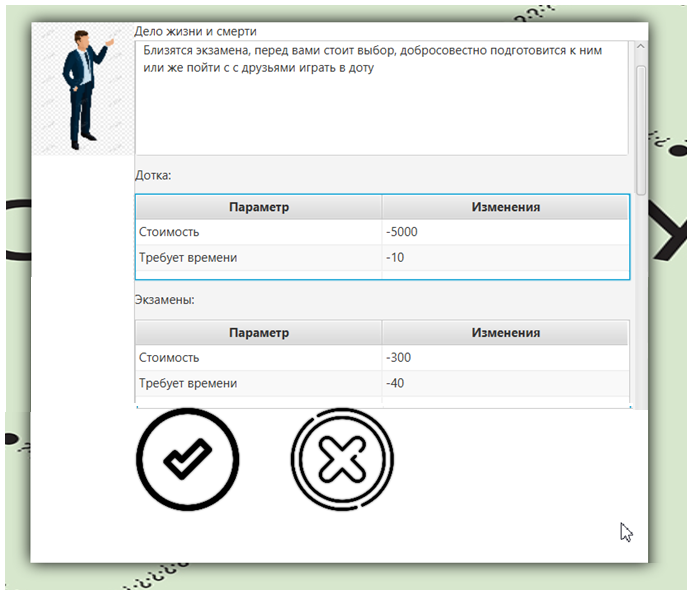 Дело жизни и смерти
Близятся экзамена, перед вами стоит выбор, добросовестно подготовится к ним
или же пойти с с друзьями играть в доту
Дотка:
Параметр Изменения
Стоимость -5000
Требует времени -10
Экзамены:
Параметр Изменения
Стоимость -300
Требует времени -40